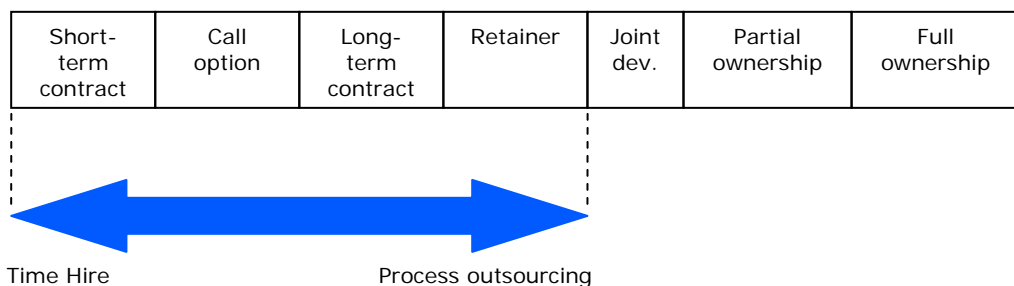 Short-
term
contract
Call
option
Long-
term
contract
Retainer
Joint
dev.
Partial
ownership
Full
ownership
Time Hire
Process outsourcing